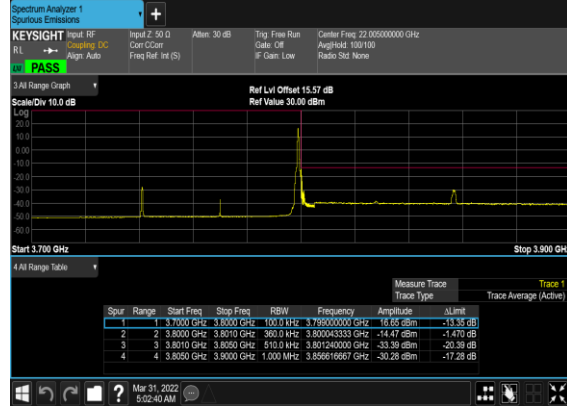 Spectrum Analyzer 1
Spurious Emissions
KEYSIGHT Input: RF Input Z: 50 Ω Atten: 30 dB Trig: Free Run Center Freq: 22.005000000 GHz
RL Coupling: DC Corr CCorr Gate: Off Avg|Hold: 100/100
Align: Auto Freq Ref: Int (S) IF Gain: Low Radio Std: None
LW PASS
3 All Range Graph
Ref Lvl Offset 15.57 dB
Scale/Div 10.0 dB Ref Value 30.00 dBm
Log
20.0
10.0
0.00
-10.0
-20.0
-30.0
-40.0
-50.0
-60.0
Start 3.700 GHz Stop 3.900 GHz
4 All Range Table
Measure Trace Trace 1
Trace Type Trace Average (Active)
Spur Range Start Freq Stop Freq RBW Frequency Amplitude ΔLimit
1 1 3.7000 GHz 3.8000 GHz 100.0 kHz 3.799000000 GHz 16.65 dBm -13.35 dB
2 2 3.8000 GHz 3.8010 GHz 360.0 kHz 3.800043333 GHz -14.47 dBm -1.470 dB
3 3 3.8010 GHz 3.8050 GHz 510.0 kHz 3.801240000 GHz -33.39 dBm -20.39 dB
4 4 3.8050 GHz 3.9000 GHz 1.000 MHz 3.856616667 GHz -30.28 dBm -17.28 dB
Mar 31, 2022
5:02:40 AM